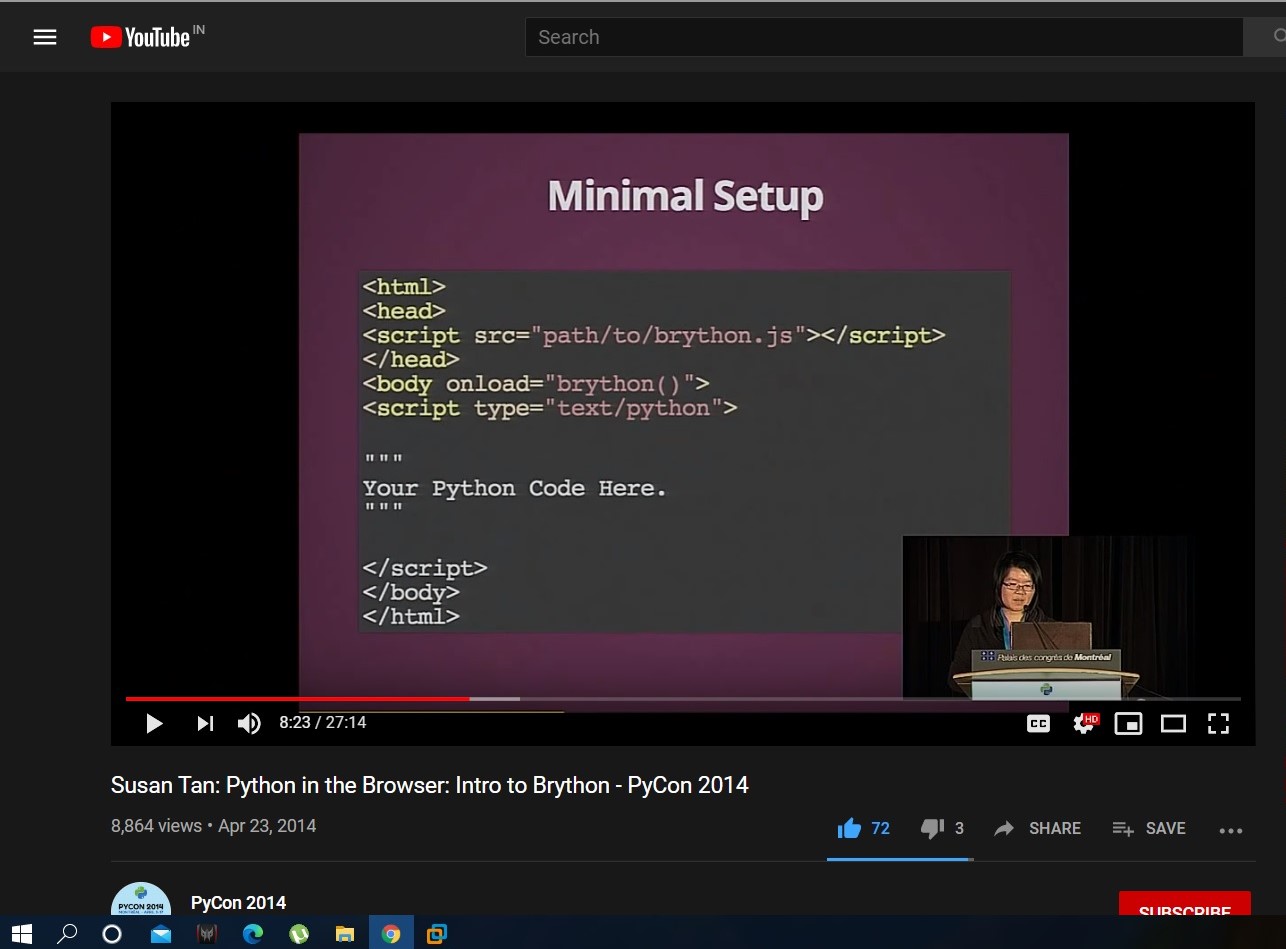 YouTube IN
Search
Minimal Setup
<html>
<head>
<script src="path/to/brython.js"></script>
</head>
<body onload="brython()">
<script type="text/python">
"""
Your Python Code Here.
"""
</script>
</body>
</html>
Palais des congrès de Montréal
8:23 / 27:14
CC
HD
Susan Tan: Python in the Browser: Intro to Brython - PyCon 2014
8,864 views • Apr 23, 2014
72
3
SHARE
SAVE
PYCON 2014
PyCon 2014
SUBSCRIBE